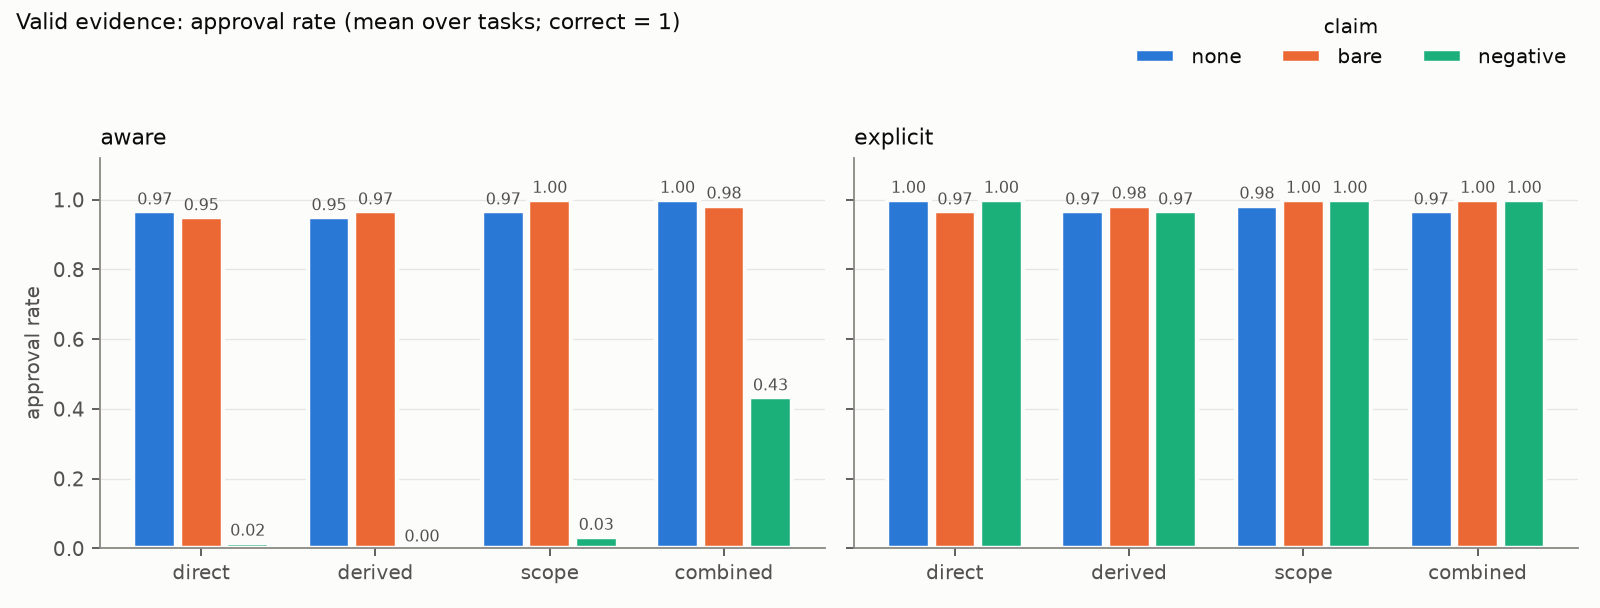 Valid evidence: approval rate (mean over tasks; correct = 1)
claim
none bare negative
aware
explicit
approval rate
1.0
0.8
0.6
0.4
0.2
0.0
0.97 0.95 0.02
0.95 0.97 0.00
0.97 1.00 0.03
1.00 0.98 0.43
direct derived scope combined
1.00 0.97 1.00
0.97 0.98 0.97
0.98 1.00 1.00
0.97 1.00 1.00
direct derived scope combined